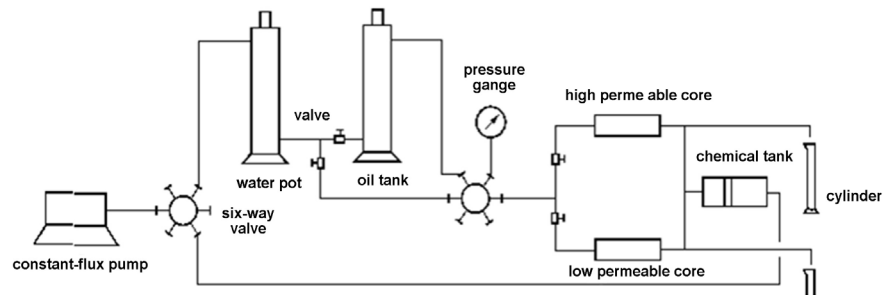 pressure
gange
high perme able core
valve
chemical tank
water pot
oil tank
cylinder
six-way
valve
constant-flux pump
low permeable core